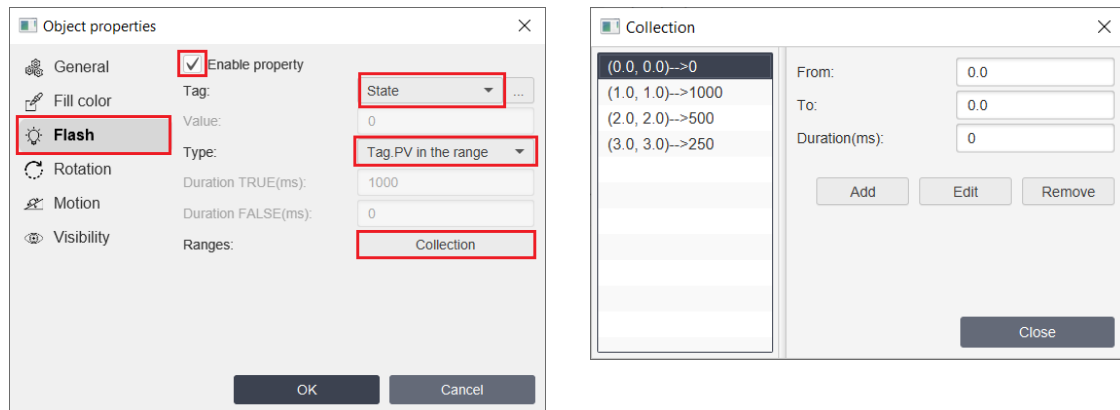 Object properties
General
Fill color
Flash
Rotation
Motion
Visibility
Enable property
Tag: State ...
Value: 0
Type: Tag.PV in the range
Duration TRUE(ms): 1000
Duration FALSE(ms): 0
Ranges: Collection
OK Cancel
Collection
(0.0, 0.0)-->0
(1.0, 1.0)-->1000
(2.0, 2.0)-->500
(3.0, 3.0)-->250
From: 0.0
To: 0.0
Duration(ms): 0
Add Edit Remove
Close